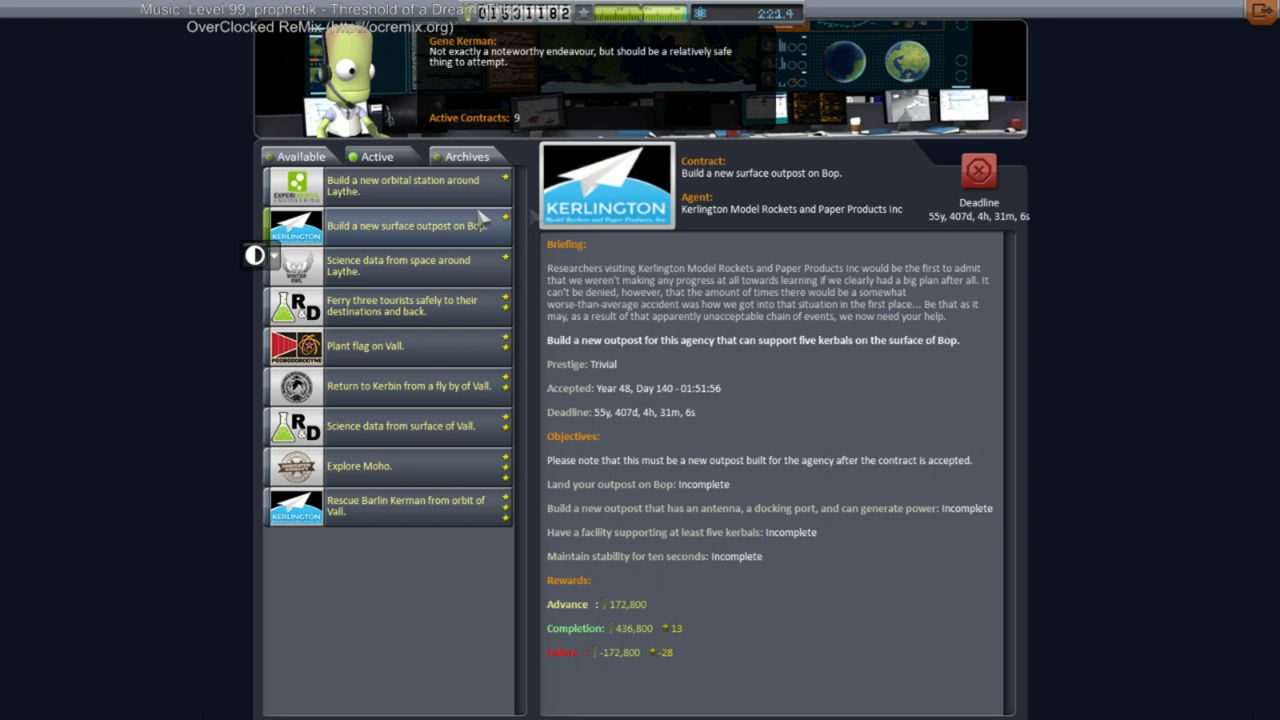 Music Level 99, prophetik - Threshold of a Dream
OverClocked ReMix (http://ocremix.org)
221.4
Gene Kerman:
Not exactly a noteworthy endeavour, but should be a relatively safe
thing to attempt.
Active Contracts: 9
Available
Active
Archives
Build a new orbital station around
Laythe.
KERLINGTON
Build a new surface outpost on Bop.
Science data from space around
Laythe.
R&D
Ferry three tourists safely to their
destinations and back.
PROBODOBODYNE
Plant flag on Vall.
Return to Kerbin from a fly by of Vall.
R&D
Science data from surface of Vall.
Explore Moho.
KERLINGTON
Rescue Barlin Kerman from orbit of
Vall.
KERLINGTON
Model Rockets and Paper Products, Inc.
Contract:
Build a new surface outpost on Bop.
Agent:
Kerlington Model Rockets and Paper Products Inc
Deadline
55y, 407d, 4h, 31m, 6s
Briefing:
Researchers visiting Kerlington Model Rockets and Paper Products Inc would be the first to admit
that we weren't making any progress at all towards learning if we clearly had a big plan after all. It
can't be denied, however, that the amount of times there would be a somewhat
worse-than-average accident was how we got into that situation in the first place... Be that as it
may, as a result of that apparently unacceptable chain of events, we now need your help.
Build a new outpost for this agency that can support five kerbals on the surface of Bop.
Prestige: Trivial
Accepted: Year 48, Day 140 - 01:51:56
Deadline: 55y, 407d, 4h, 31m, 6s
Objectives:
Please note that this must be a new outpost built for the agency after the contract is accepted.
Land your outpost on Bop: Incomplete
Build a new outpost that has an antenna, a docking port, and can generate power: Incomplete
Have a facility supporting at least five kerbals: Incomplete
Maintain stability for ten seconds: Incomplete
Rewards:
Advance : 172,800
Completion: 436,800 13
Failure : -172,800 -28